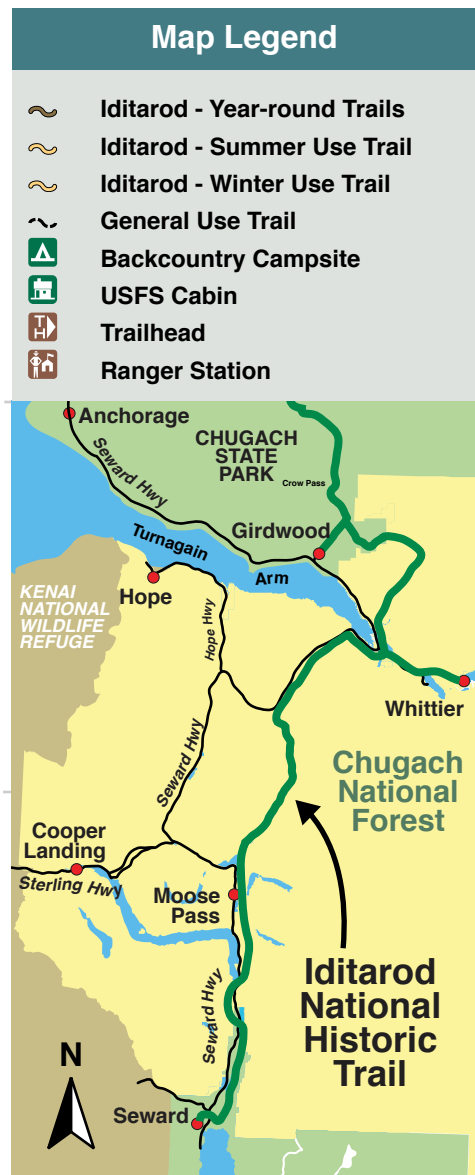 Map Legend
Iditarod - Year-round Trails
Iditarod - Summer Use Trail
Iditarod - Winter Use Trail
General Use Trail
Backcountry Campsite
USFS Cabin
TH
Trailhead
Ranger Station
Anchorage
Seward Hwy
CHUGACH
STATE
PARK
Crow Pass
Girdwood
Turnagain
Arm
Hope
Hope Hwy
KENAI
NATIONAL
WILDLIFE
REFUGE
Whittier
Seward Hwy
Chugach
National
Forest
Cooper
Landing
Sterling Hwy
Moose
Pass
Seward Hwy
Iditarod
National
Historic
Trail
N
Seward